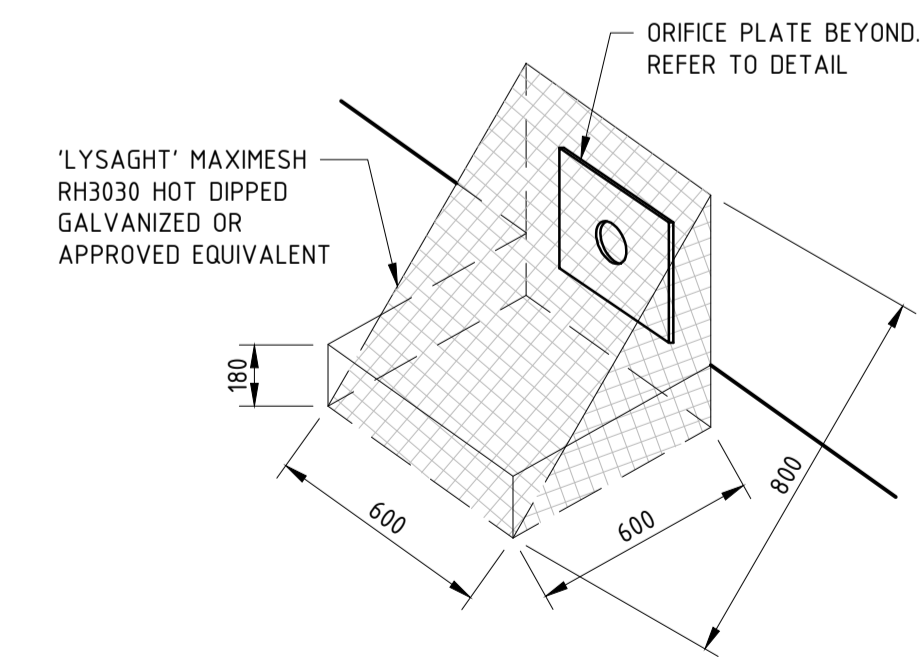 ORIFICE PLATE BEYOND.
REFER TO DETAIL
'LYSAGHT' MAXIMESH
RH3030 HOT DIPPED
GALVANIZED OR
APPROVED EQUIVALENT
180
600
600
800